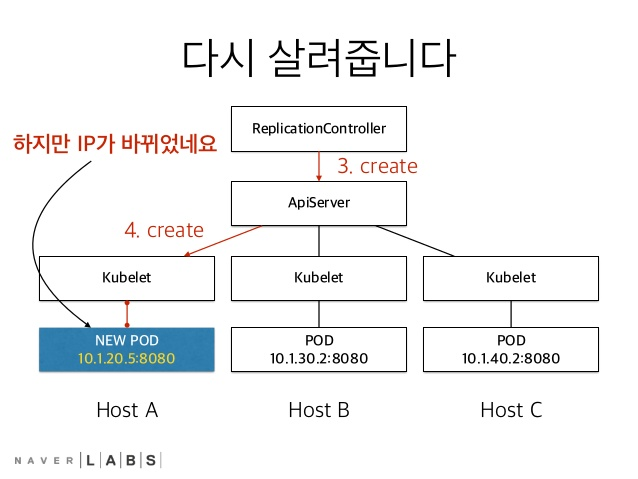 다시 살려줍니다
ReplicationController
하지만 IP가 바뀌었네요
3. create
ApiServer
4. create
Kubelet
Kubelet
Kubelet
NEW POD
10.1.20.5:8080
POD
10.1.30.2:8080
POD
10.1.40.2:8080
Host A
Host B
Host C
NAVER LABS